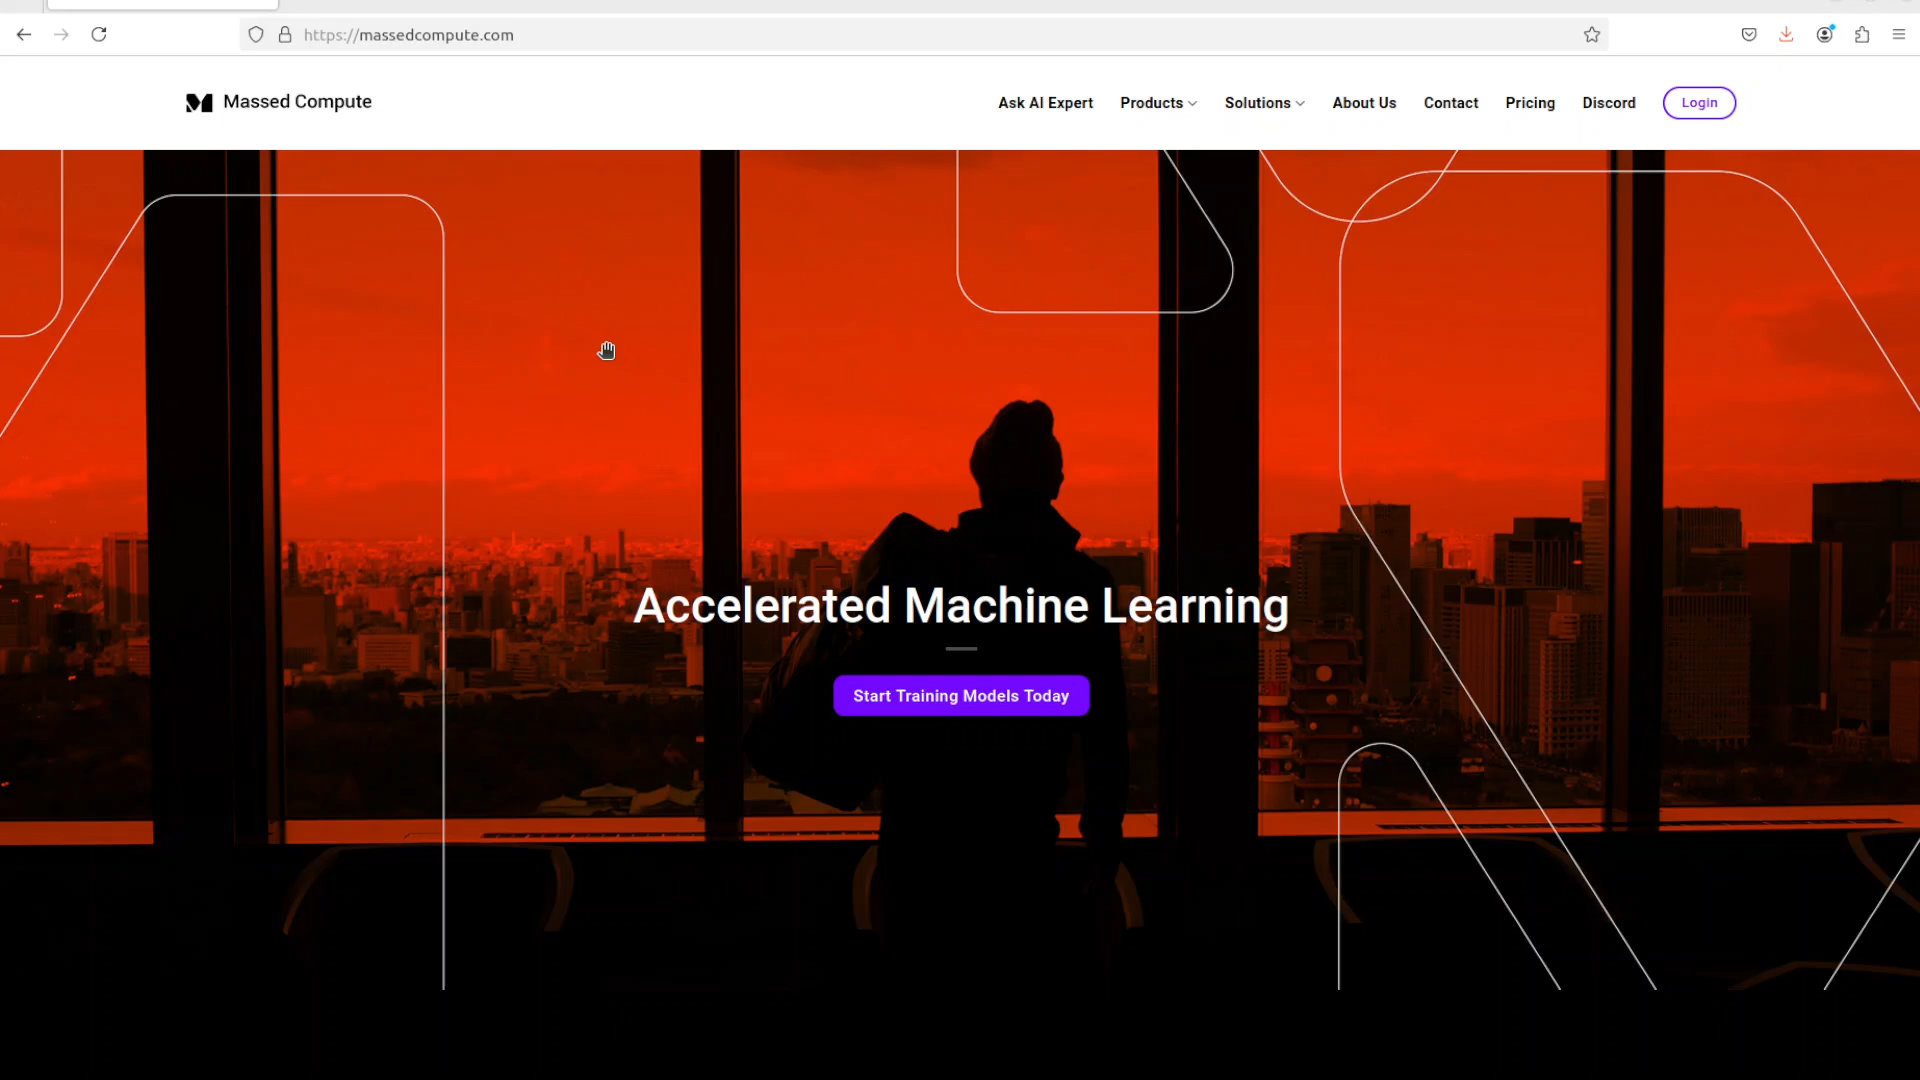 https://massedcompute.com
Massed Compute
Ask AI Expert Products Solutions About Us Contact Pricing Discord Login
Accelerated Machine Learning
Start Training Models Today